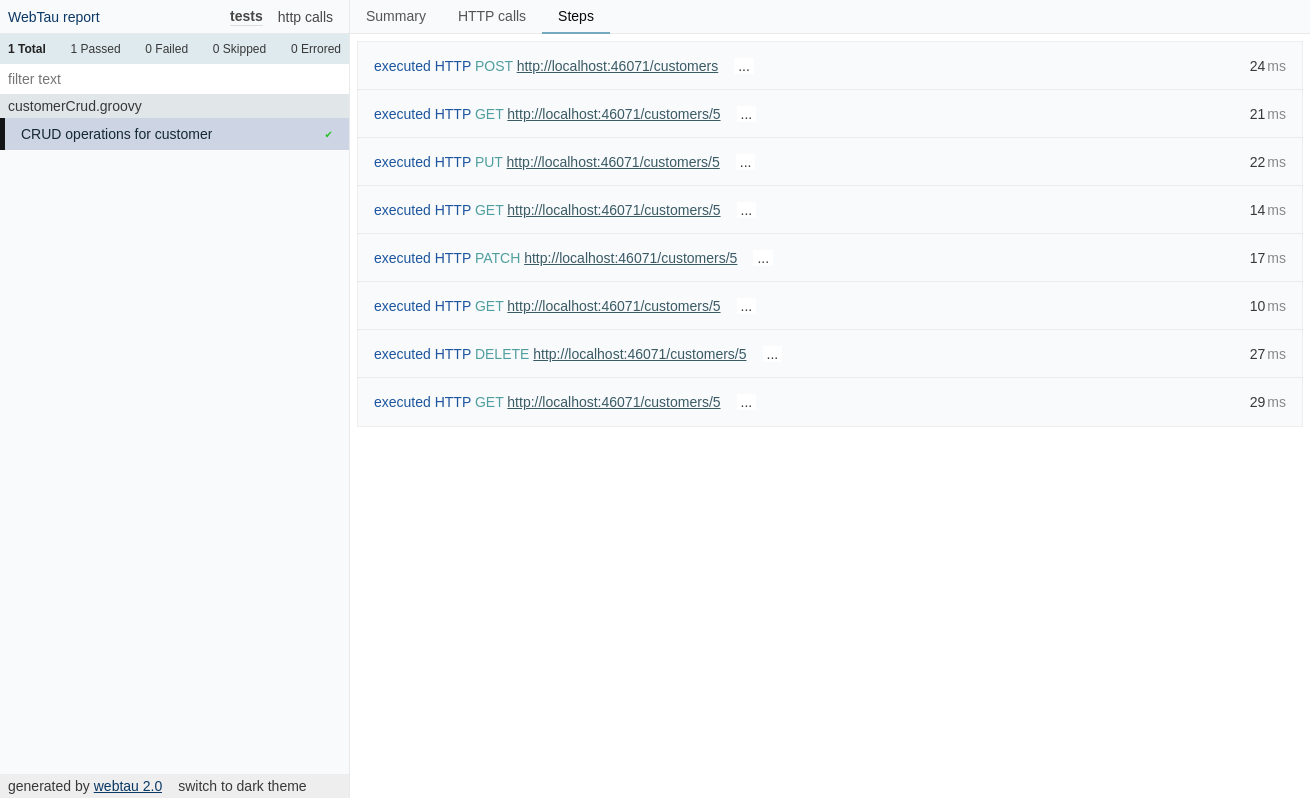 WebTau report tests http calls
1 Total 1 Passed 0 Failed 0 Skipped 0 Errored
filter text
customerCrud.groovy
CRUD operations for customer ✔
generated by webtau 2.0 switch to dark theme
Summary HTTP calls Steps
executed HTTP POST http://localhost:46071/customers ... 24 ms
executed HTTP GET http://localhost:46071/customers/5 ... 21 ms
executed HTTP PUT http://localhost:46071/customers/5 ... 22 ms
executed HTTP GET http://localhost:46071/customers/5 ... 14 ms
executed HTTP PATCH http://localhost:46071/customers/5 ... 17 ms
executed HTTP GET http://localhost:46071/customers/5 ... 10 ms
executed HTTP DELETE http://localhost:46071/customers/5 ... 27 ms
executed HTTP GET http://localhost:46071/customers/5 ... 29 ms